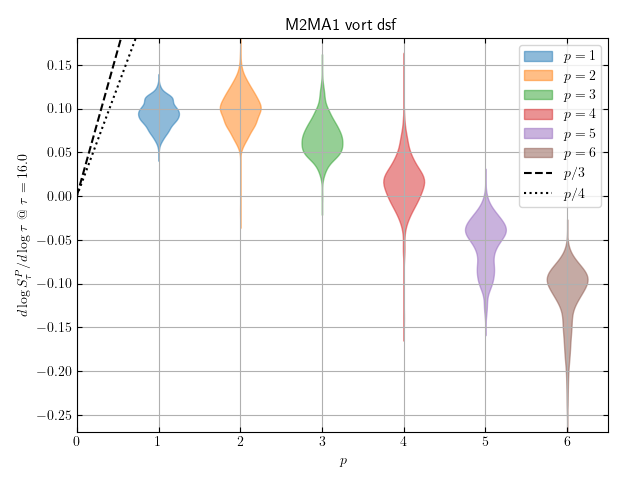 M2MA1 vort dsf
d log S_τ^P / d log τ @ τ = 16.0
0.15
0.10
0.05
0.00
−0.05
−0.10
−0.15
−0.20
−0.25
0 1 2 3 4 5 6
p
p = 1
p = 2
p = 3
p = 4
p = 5
p = 6
p/3
p/4